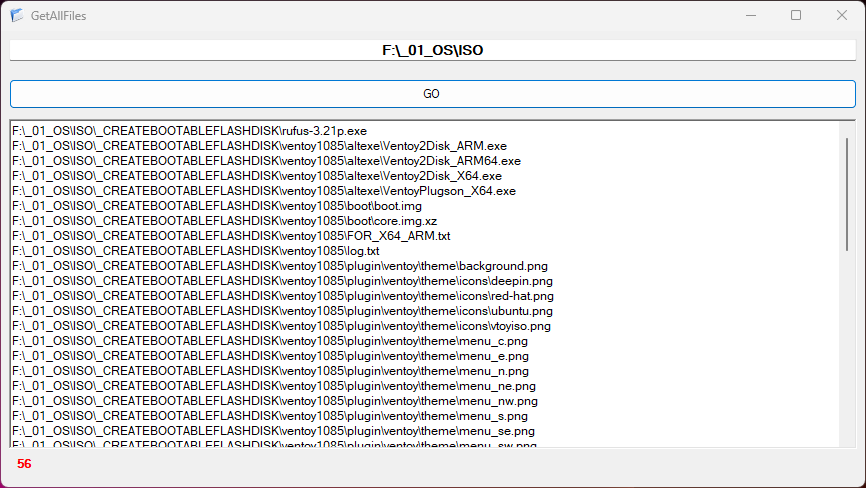 GetAllFiles
F:\_01_OS\ISO
GO
F:\_01_OS\ISO\_CREATEBOOTABLEFLASHDISK\rufus-3.21p.exe
F:\_01_OS\ISO\_CREATEBOOTABLEFLASHDISK\ventoy1085\altexe\Ventoy2Disk_ARM.exe
F:\_01_OS\ISO\_CREATEBOOTABLEFLASHDISK\ventoy1085\altexe\Ventoy2Disk_ARM64.exe
F:\_01_OS\ISO\_CREATEBOOTABLEFLASHDISK\ventoy1085\altexe\Ventoy2Disk_X64.exe
F:\_01_OS\ISO\_CREATEBOOTABLEFLASHDISK\ventoy1085\altexe\VentoyPlugson_X64.exe
F:\_01_OS\ISO\_CREATEBOOTABLEFLASHDISK\ventoy1085\boot\boot.img
F:\_01_OS\ISO\_CREATEBOOTABLEFLASHDISK\ventoy1085\boot\core.img.xz
F:\_01_OS\ISO\_CREATEBOOTABLEFLASHDISK\ventoy1085\FOR_X64_ARM.txt
F:\_01_OS\ISO\_CREATEBOOTABLEFLASHDISK\ventoy1085\log.txt
F:\_01_OS\ISO\_CREATEBOOTABLEFLASHDISK\ventoy1085\plugin\ventoy\theme\background.png
F:\_01_OS\ISO\_CREATEBOOTABLEFLASHDISK\ventoy1085\plugin\ventoy\theme\icons\deepin.png
F:\_01_OS\ISO\_CREATEBOOTABLEFLASHDISK\ventoy1085\plugin\ventoy\theme\icons\red-hat.png
F:\_01_OS\ISO\_CREATEBOOTABLEFLASHDISK\ventoy1085\plugin\ventoy\theme\icons\ubuntu.png
F:\_01_OS\ISO\_CREATEBOOTABLEFLASHDISK\ventoy1085\plugin\ventoy\theme\icons\vtoyiso.png
F:\_01_OS\ISO\_CREATEBOOTABLEFLASHDISK\ventoy1085\plugin\ventoy\theme\menu_c.png
F:\_01_OS\ISO\_CREATEBOOTABLEFLASHDISK\ventoy1085\plugin\ventoy\theme\menu_e.png
F:\_01_OS\ISO\_CREATEBOOTABLEFLASHDISK\ventoy1085\plugin\ventoy\theme\menu_n.png
F:\_01_OS\ISO\_CREATEBOOTABLEFLASHDISK\ventoy1085\plugin\ventoy\theme\menu_ne.png
F:\_01_OS\ISO\_CREATEBOOTABLEFLASHDISK\ventoy1085\plugin\ventoy\theme\menu_nw.png
F:\_01_OS\ISO\_CREATEBOOTABLEFLASHDISK\ventoy1085\plugin\ventoy\theme\menu_s.png
F:\_01_OS\ISO\_CREATEBOOTABLEFLASHDISK\ventoy1085\plugin\ventoy\theme\menu_se.png
F:\_01_OS\ISO\_CREATEBOOTABLEFLASHDISK\ventoy1085\plugin\ventoy\theme\menu_sw.png
56